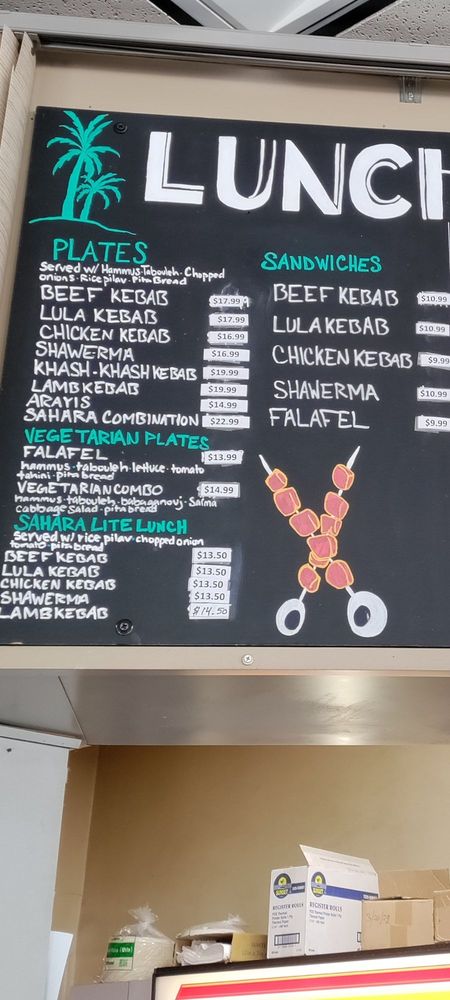 LUNCH
PLATES
Served w/ Hammus·Tabouleh·Chopped
onions·Rice pilav·Pita Bread
BEEF KEBAB $17.99
LULA KEBAB $17.99
CHICKEN KEBAB $16.99
SHAWERMA $16.99
KHASH-KHASH KEBAB $19.99
LAMB KEBAB $19.99
ARAYIS $14.99
SAHARA COMBINATION $22.99
VEGETARIAN PLATES
FALAFEL $13.99
hammus·tabouleh·lettuce·tomato
tahini·pita bread
VEGETARIAN COMBO $14.99
hammus·tabouleh·babaganouj·Salma
cabbage Salad·pita bread
SAHARA LITE LUNCH
Served w/ rice pilav·chopped onion
tomato·pita bread
BEEF KEBAB $13.50
LULA KEBAB $13.50
CHICKEN KEBAB $13.50
SHAWERMA $13.50
LAMB KEBAB $14.50
SANDWICHES
BEEF KEBAB $10.99
LULA KEBAB $10.99
CHICKEN KEBAB $9.99
SHAWERMA $10.99
FALAFEL $9.99
REGISTER ROLLS
REGISTER ROLLS